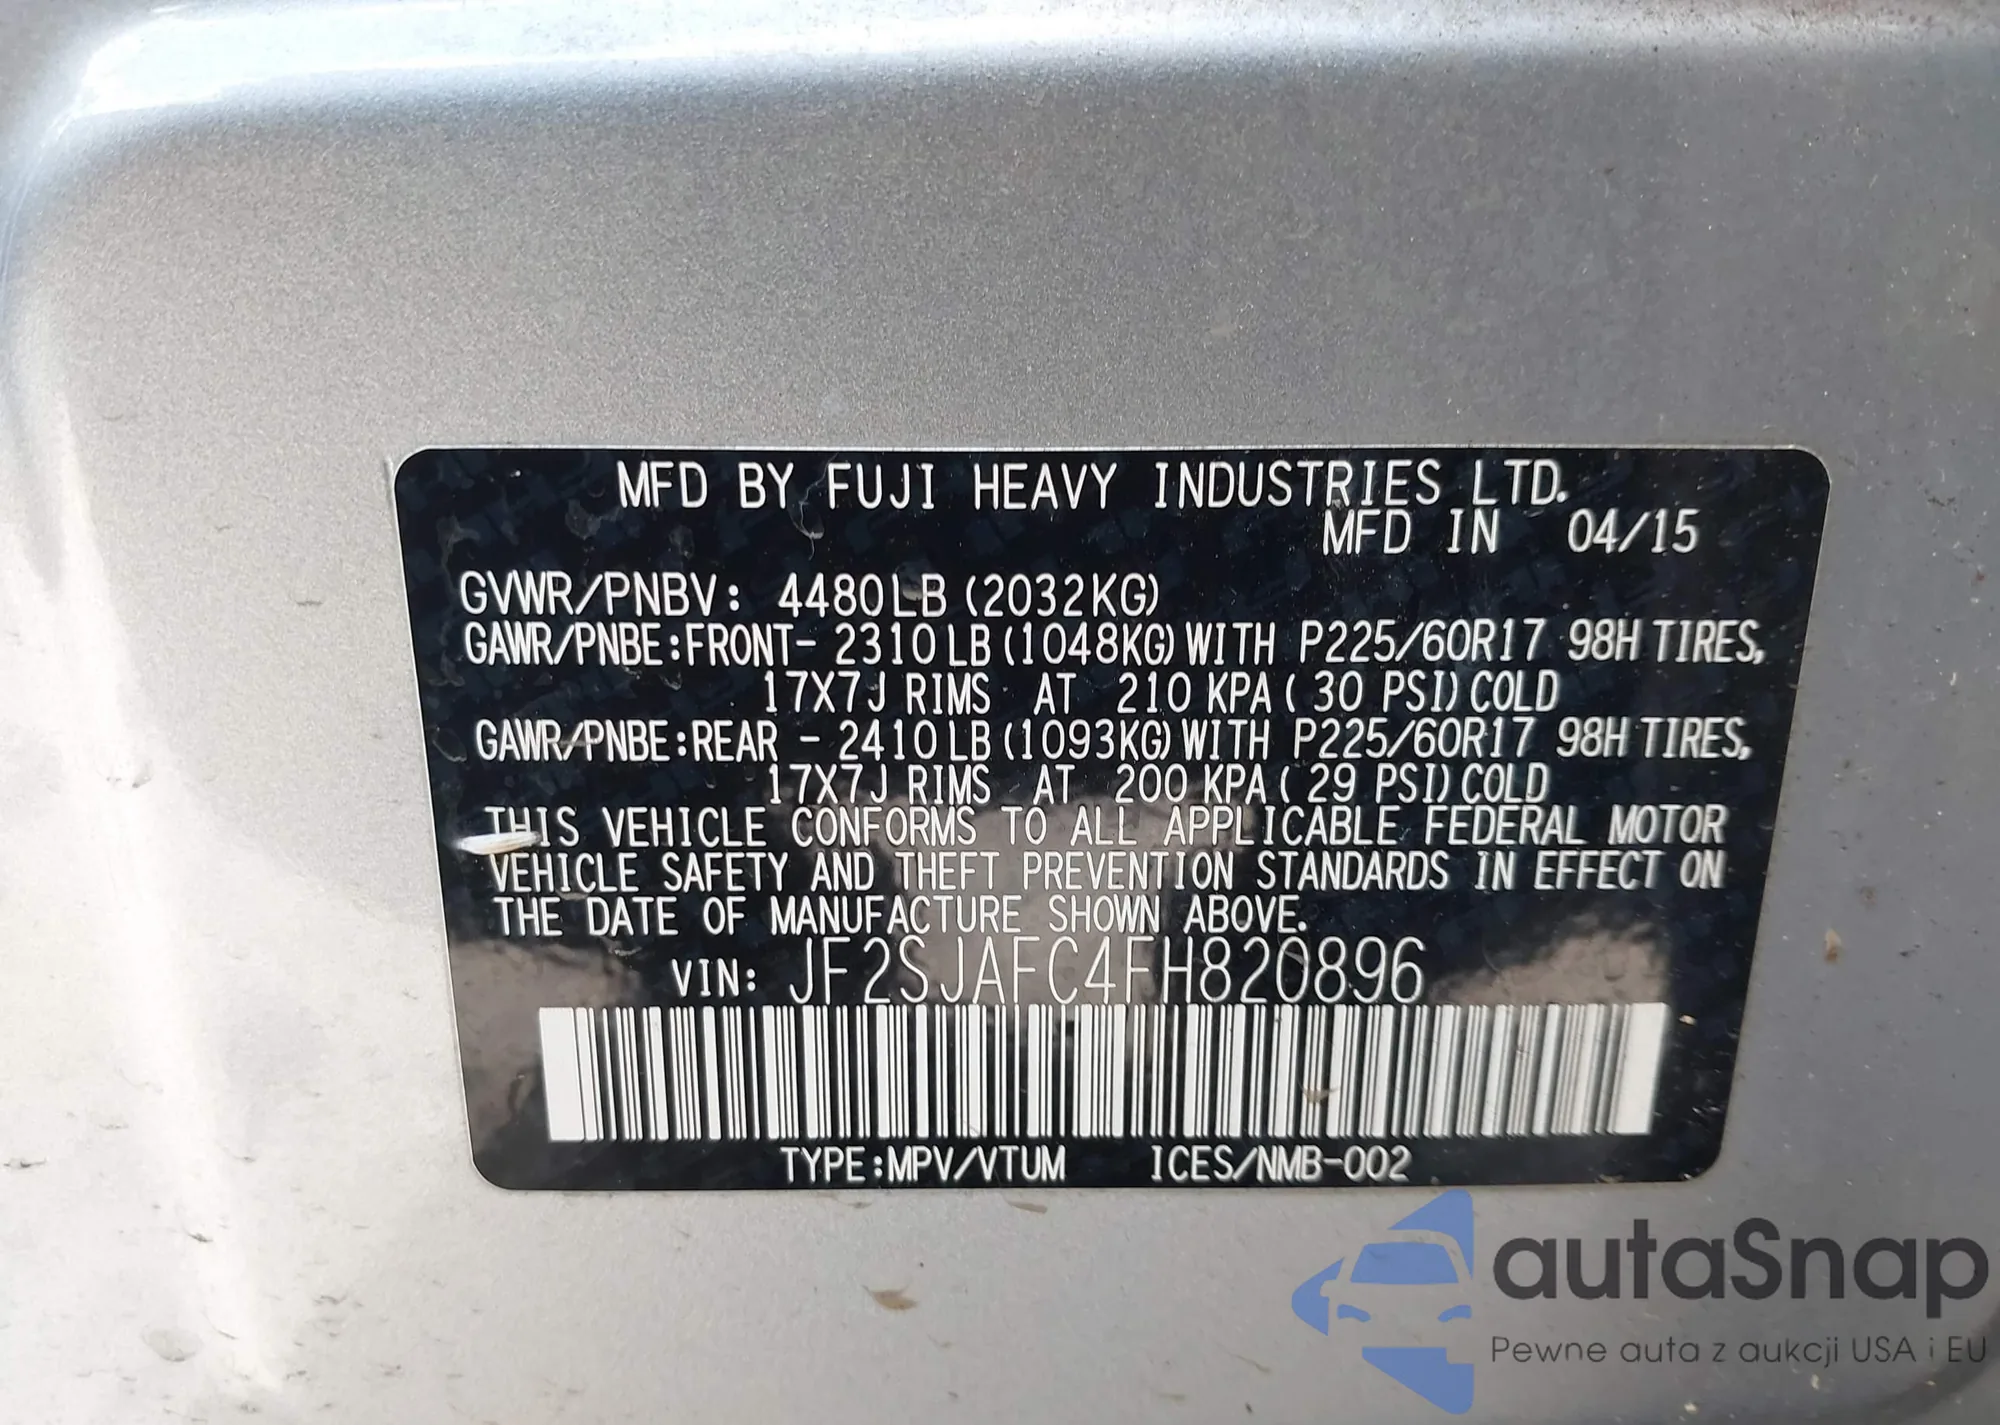 MFD BY FUJI HEAVY INDUSTRIES LTD.
MFD IN 04/15
GVWR/PNBV: 4480LB (2032KG)
GAWR/PNBE:FRONT- 2310LB(1048KG)WITH P225/60R17 98H TIRES,
17X7J RIMS AT 210 KPA( 30 PSI)COLD
GAWR/PNBE:REAR - 2410LB(1093KG)WITH P225/60R17 98H TIRES,
17X7J RIMS AT 200 KPA( 29 PSI)COLD
THIS VEHICLE CONFORMS TO ALL APPLICABLE FEDERAL MOTOR
VEHICLE SAFETY AND THEFT PREVENTION STANDARDS IN EFFECT ON
THE DATE OF MANUFACTURE SHOWN ABOVE.
VIN: JF2SJAFC4FH820896
TYPE:MPV/VTUM ICES/NMB-002
autaSnap
Pewne auta z aukcji USA i EU